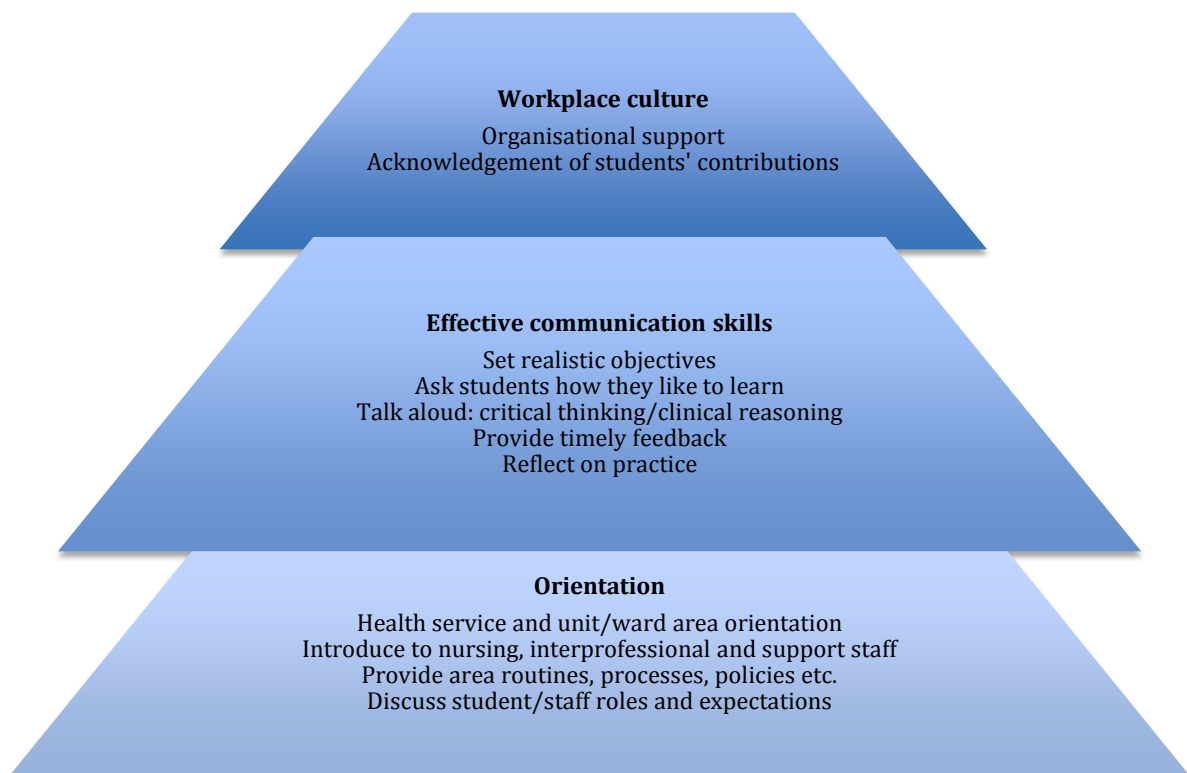 Workplace culture
Organisational support
Acknowledgement of students' contributions
Effective communication skills
Set realistic objectives
Ask students how they like to learn
Talk aloud: critical thinking/clinical reasoning
Provide timely feedback
Reflect on practice
Orientation
Health service and unit/ward area orientation
Introduce to nursing, interprofessional and support staff
Provide area routines, processes, policies etc.
Discuss student/staff roles and expectations